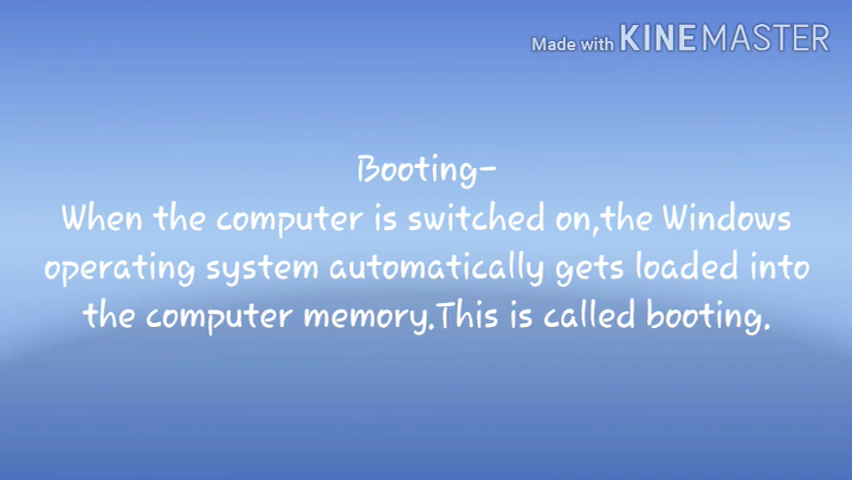 Made with KINEMASTER
Booting-
When the computer is switched on,the Windows
operating system automatically gets loaded into
the computer memory.This is called booting.